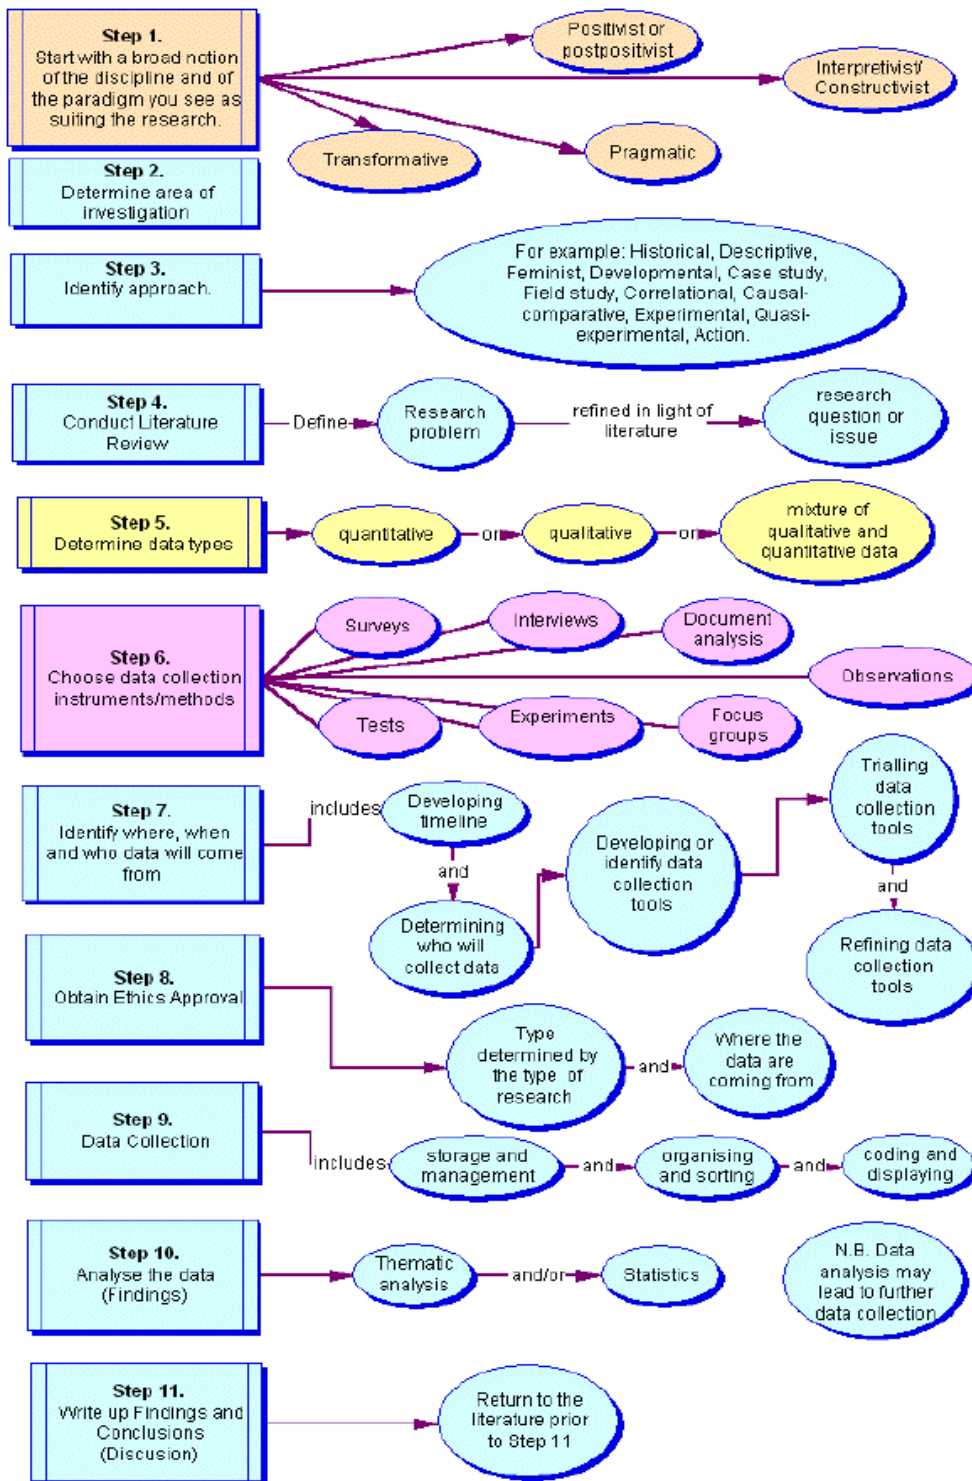 Step 1.
Start with a broad notion
of the discipline and of
the paradigm you see as
suiting the research.
Positivist or
postpositivist
Interpretivist/
Constructivist
Transformative
Pragmatic
Step 2.
Determine area of
investigation
Step 3.
Identify approach.
For example: Historical, Descriptive,
Feminist, Developmental, Case study,
Field study, Correlational, Causal-
comparative, Experimental, Quasi-
experimental, Action.
Step 4.
Conduct Literature
Review
Define
Research
problem
refined in light of
literature
research
question or
issue
Step 5.
Determine data types
quantitative
or
qualitative
or
mixture of
qualitative and
quantitative data
Step 6.
Choose data collection
instruments/methods
Surveys
Interviews
Document
analysis
Observations
Tests
Experiments
Focus
groups
Step 7.
Identify where, when
and who data will come
from
includes
Developing
timeline
and
Determining
who will
collect data
Developing or
identify data
collection
tools
Trialling
data
collection
tools
and
Refining data
collection
tools
Step 8.
Obtain Ethics Approval
Type
determined by
the type of
research
and
Where the
data are
coming from
Step 9.
Data Collection
includes
storage and
management
and
organising
and sorting
and
coding and
displaying
Step 10.
Analyse the data
(Findings)
Thematic
analysis
and/or
Statistics
N.B. Data
analysis may
lead to further
data collection
Step 11.
Write up Findings and
Conclusions
(Discussion)
Return to the
literature prior
to Step 11